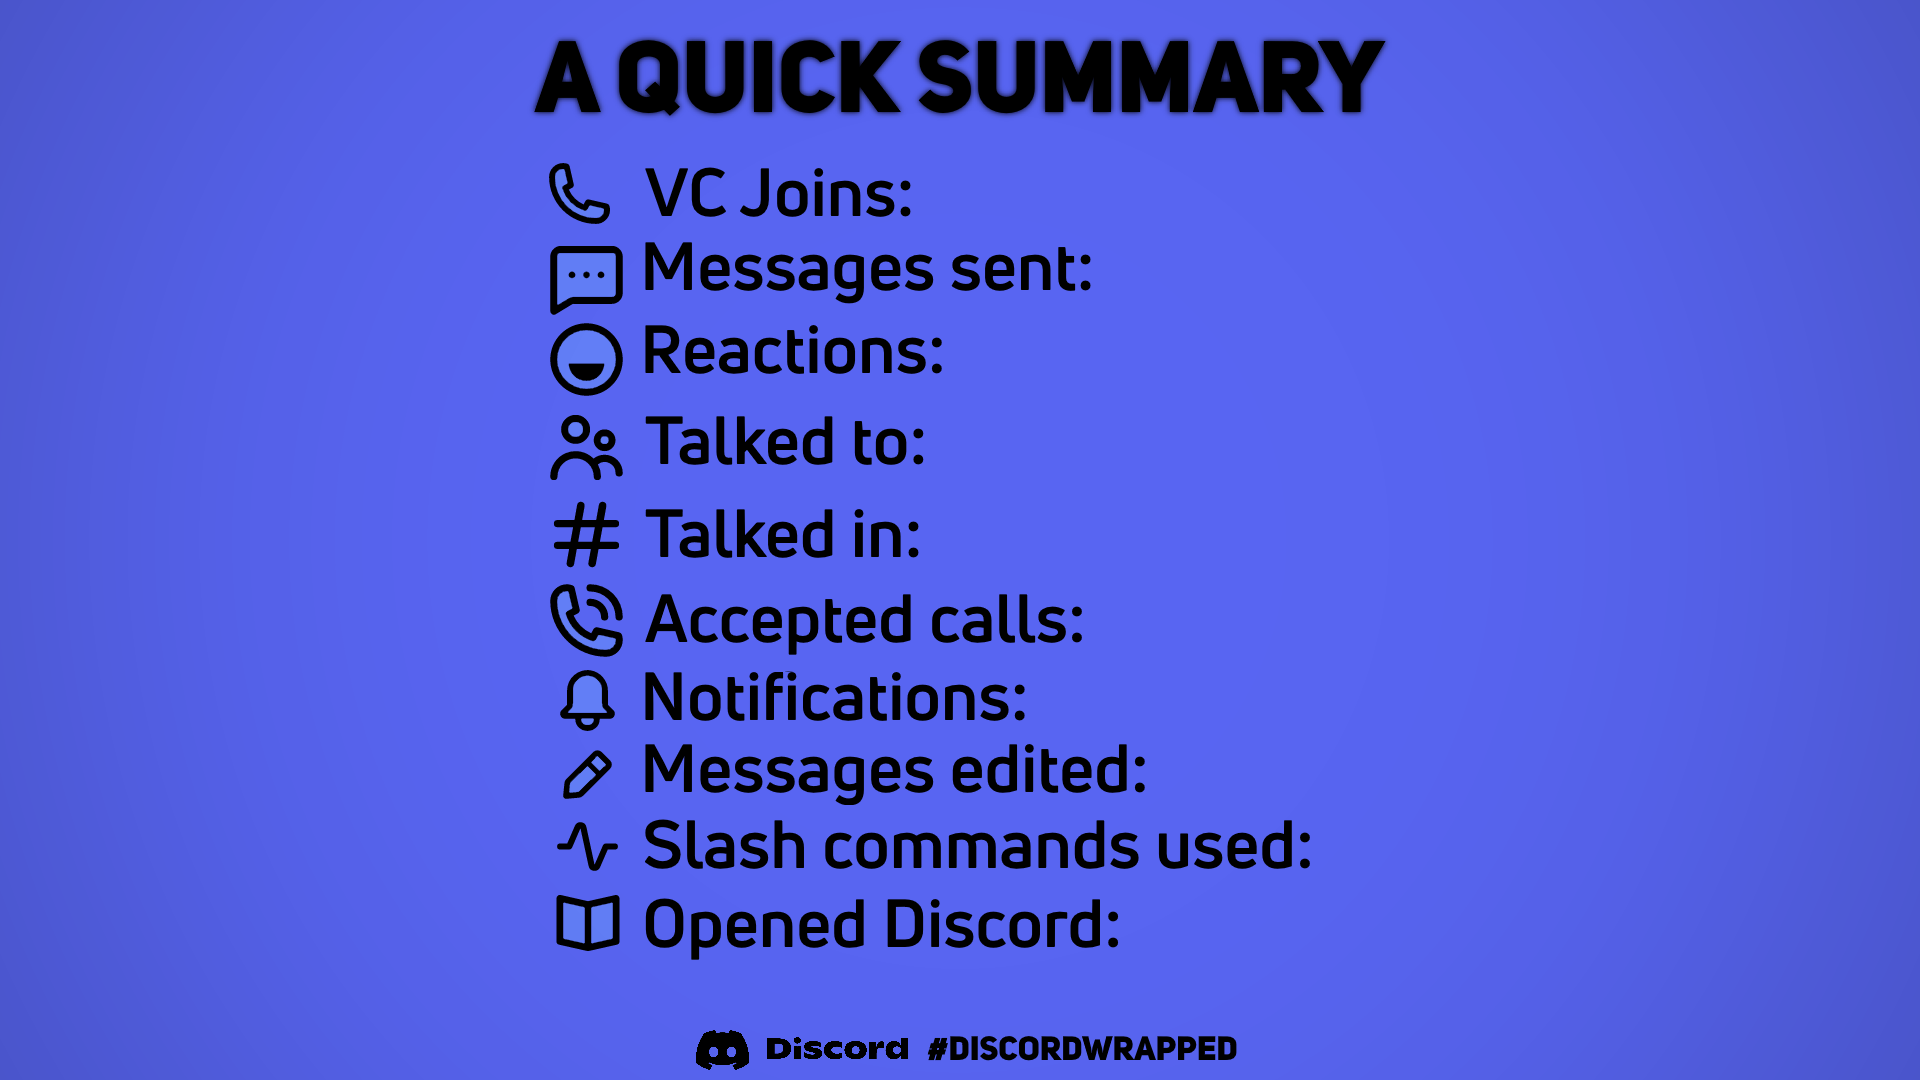 A QUICK SUMMARY
VC Joins:
Messages sent:
Reactions:
Talked to:
Talked in:
Accepted calls:
Notifications:
Messages edited:
Slash commands used:
Opened Discord:
Discord #DISCORDWRAPPED